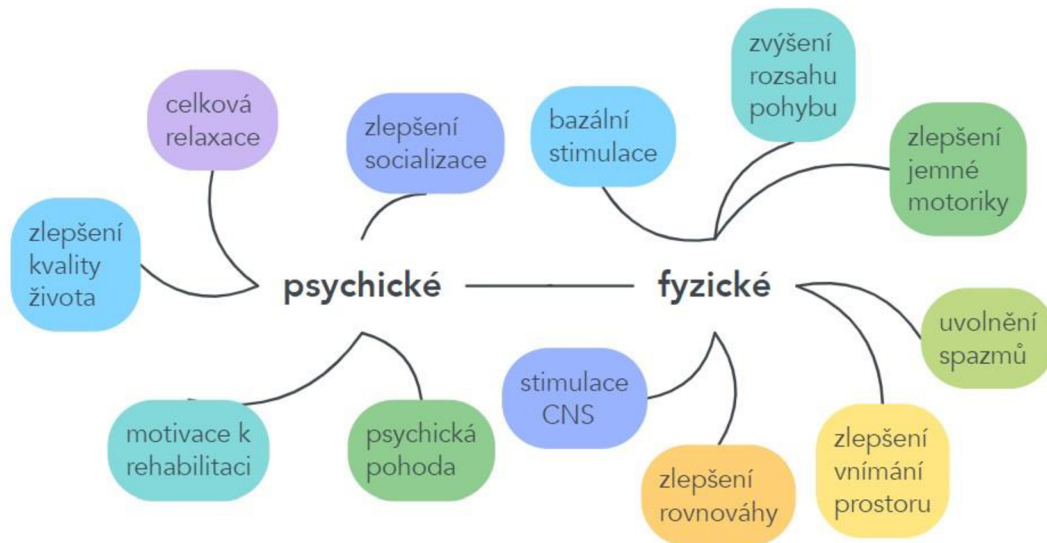 celková
relaxace
zlepšení
socializace
bazální
stimulace
zvýšení
rozsahu
pohybu
zlepšení
jemné
motoriky
zlepšení
kvality
života
psychické
fyzické
uvolnění
spazmů
motivace k
rehabilitaci
psychická
pohoda
stimulace
CNS
zlepšení
rovnováhy
zlepšení
vnímání
prostoru